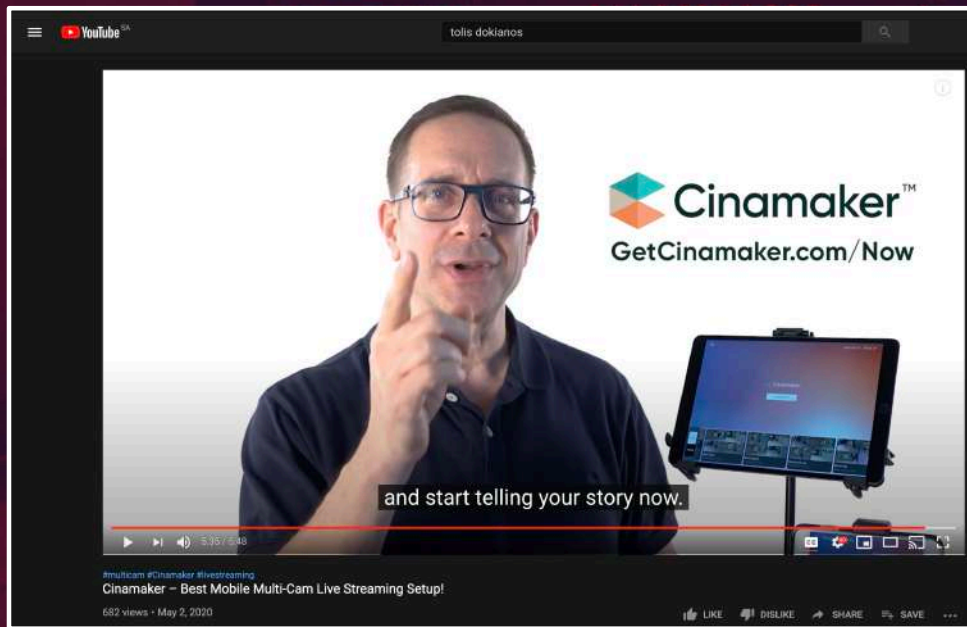 YouTube SA
tolis dokianos
Cinamaker™
GetCinamaker.com/Now
and start telling your story now.
5:35 / 5:48
#multicam #Cinamaker #livestreaming
Cinamaker – Best Mobile Multi-Cam Live Streaming Setup!
682 views • May 2, 2020
LIKE DISLIKE SHARE SAVE